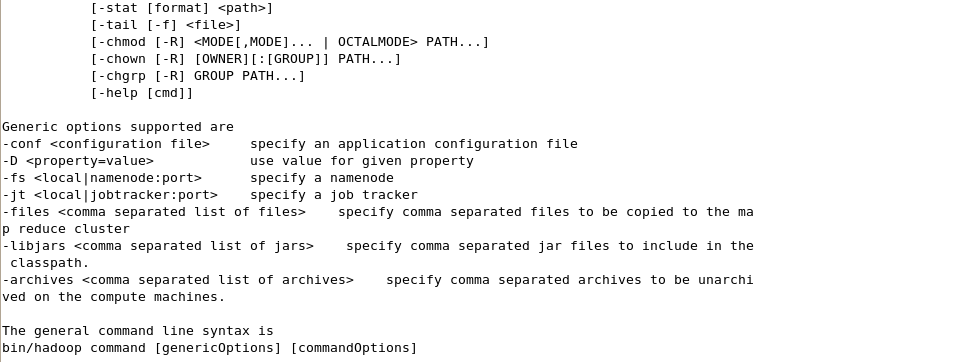 [-stat [format] <path>]
[-tail [-f] <file>]
[-chmod [-R] <MODE[,MODE]... | OCTALMODE> PATH...]
[-chown [-R] [OWNER][:[GROUP]] PATH...]
[-chgrp [-R] GROUP PATH...]
[-help [cmd]]

Generic options supported are
-conf <configuration file>     specify an application configuration file
-D <property=value>            use value for given property
-fs <local|namenode:port>      specify a namenode
-jt <local|jobtracker:port>    specify a job tracker
-files <comma separated list of files>    specify comma separated files to be copied to the ma
p reduce cluster
-libjars <comma separated list of jars>    specify comma separated jar files to include in the
 classpath.
-archives <comma separated list of archives>    specify comma separated archives to be unarchi
ved on the compute machines.

The general command line syntax is
bin/hadoop command [genericOptions] [commandOptions]